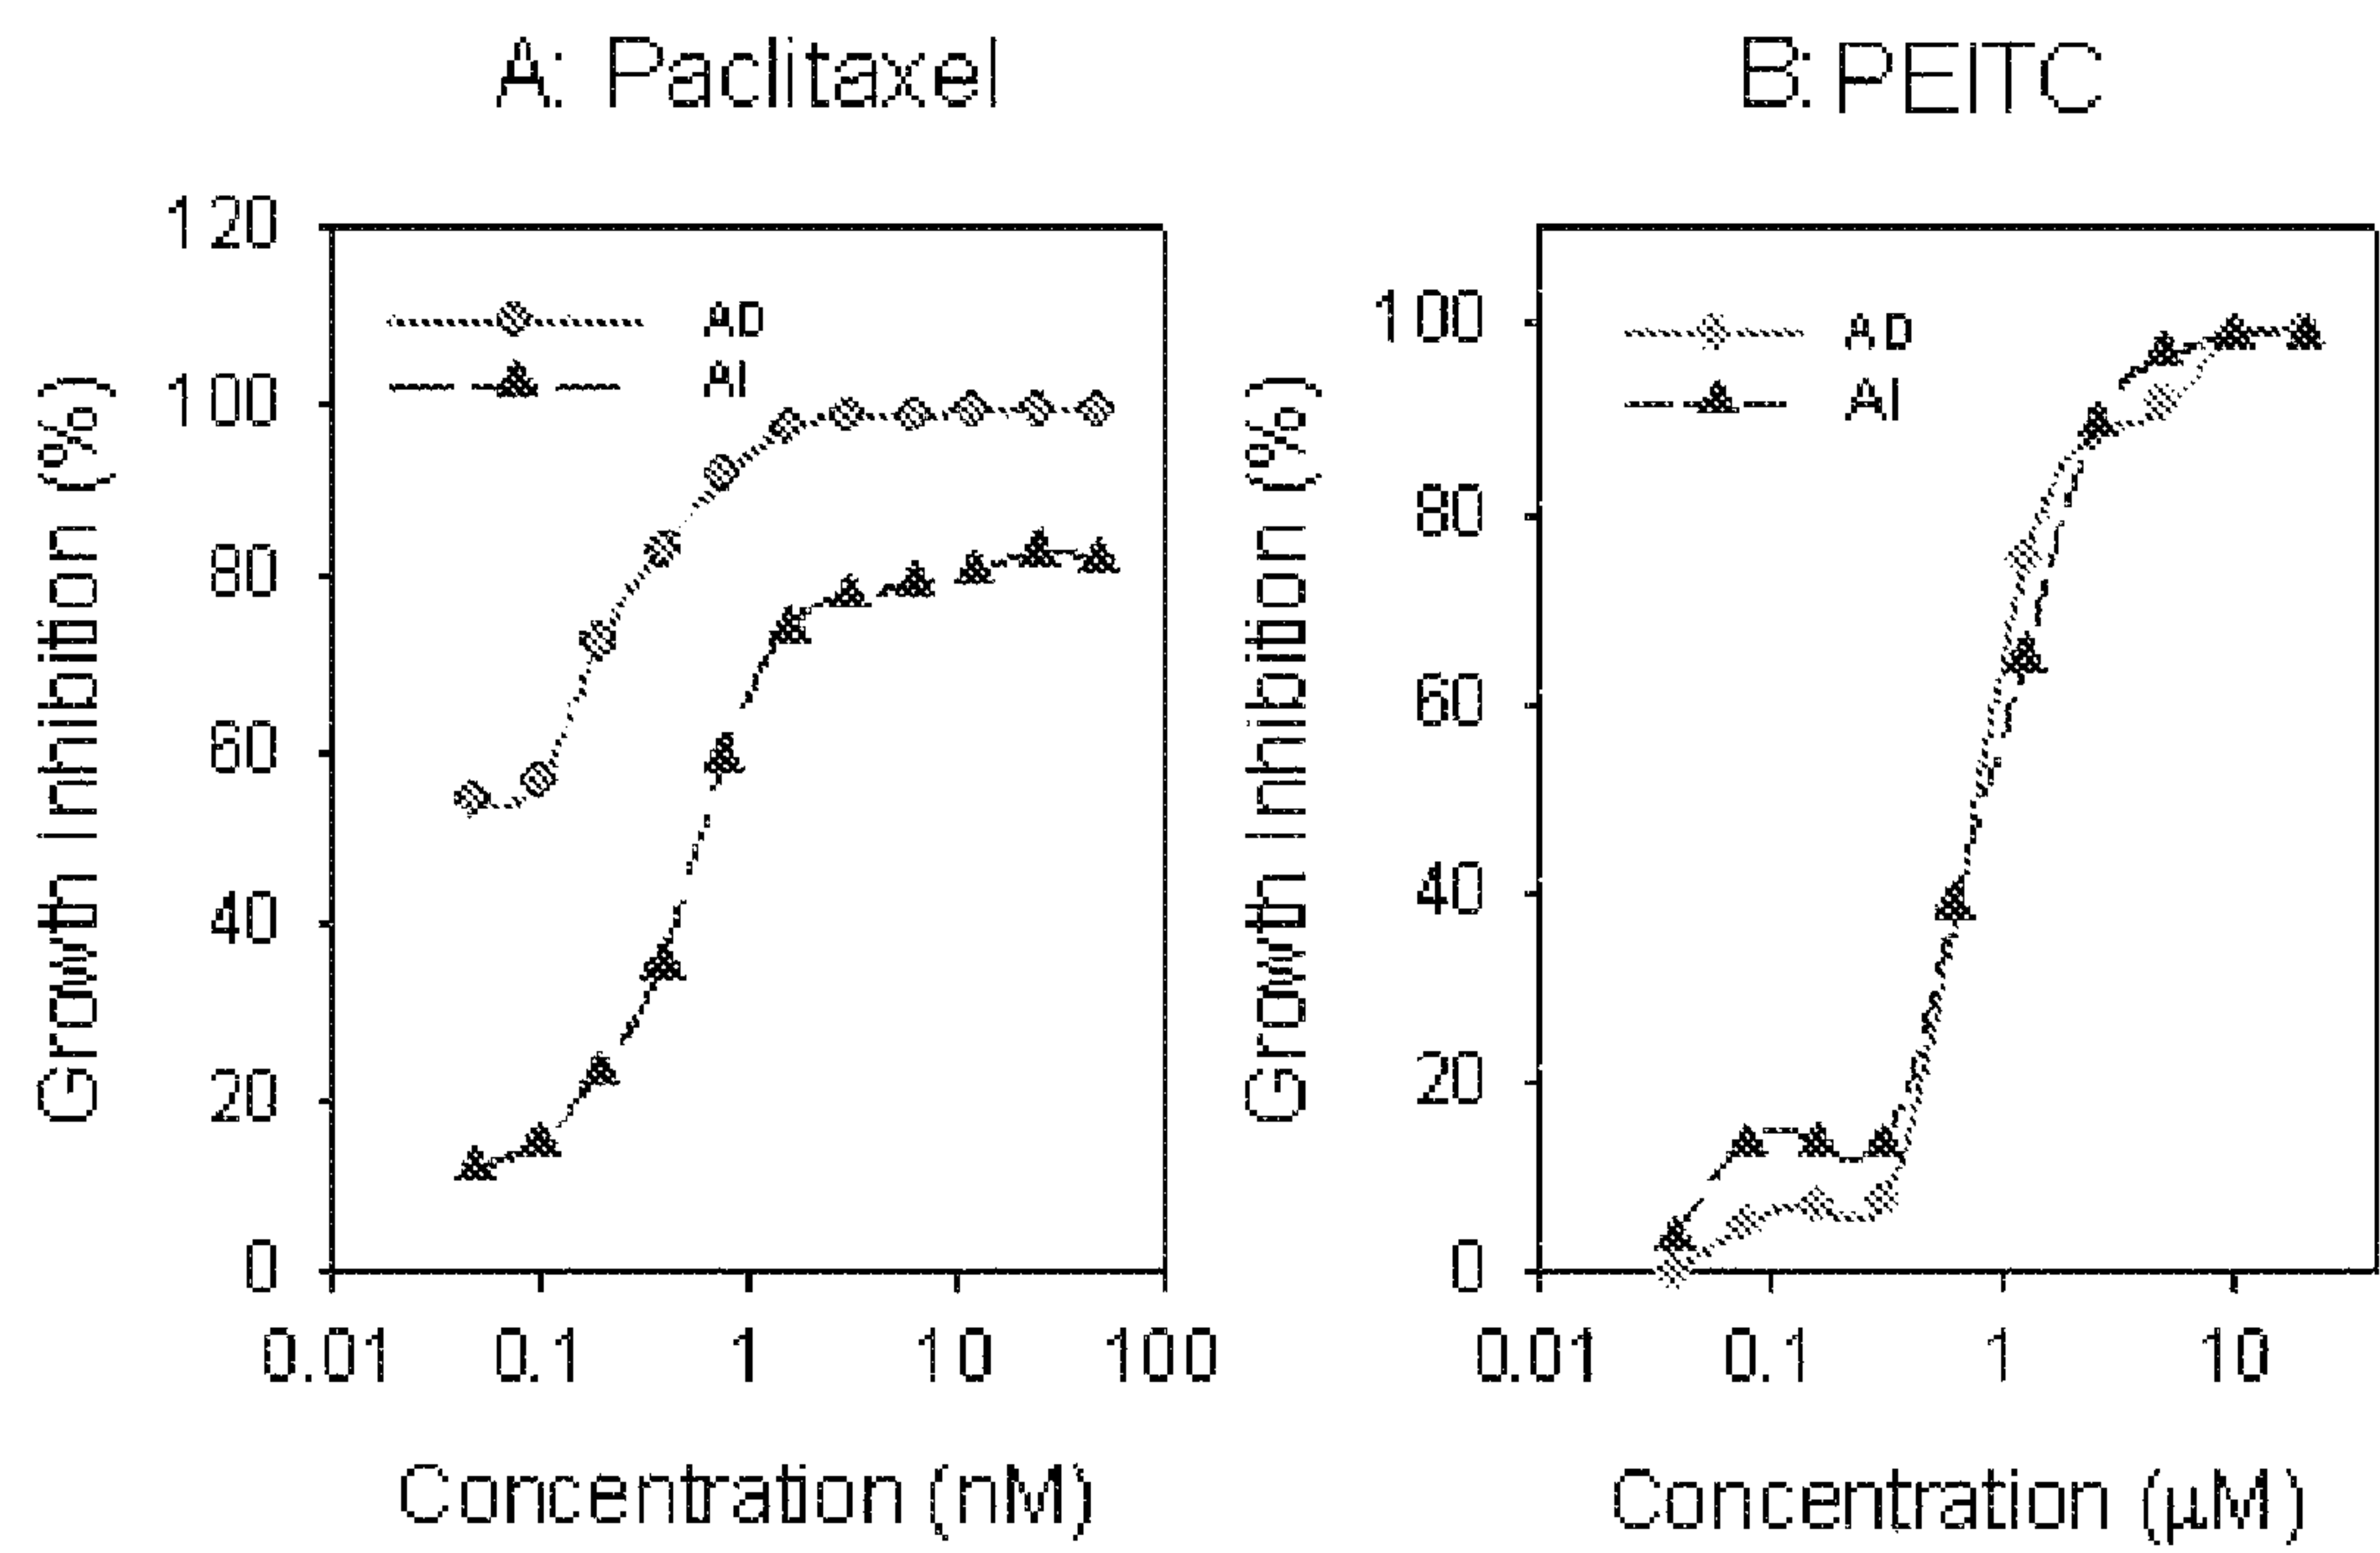 A: Paclitaxel
B: PEITC
Growth Inhibition (%)
120
100
80
60
40
20
0
AD
AI
0.01 0.1 1 10 100
Concentration (nM)
Growth Inhibition (%)
100
80
60
40
20
0
AD
AI
0.01 0.1 1 10
Concentration (µM)